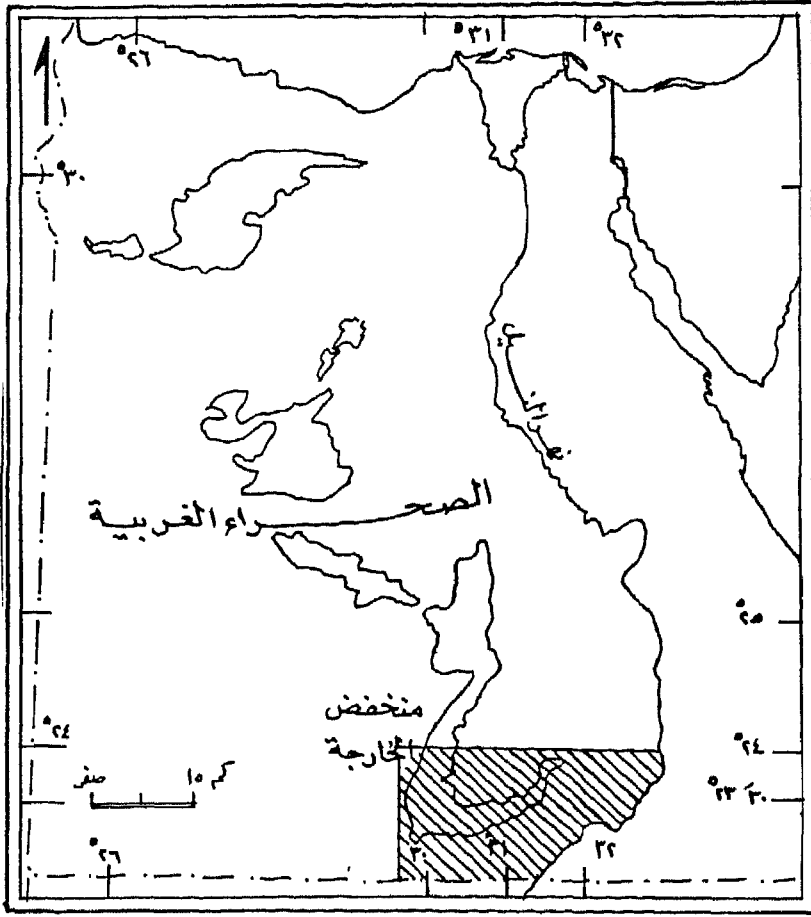 °٢٦
°٣١
°٣٢
°٣٠
نهر النيل
الصحراء الغربية
°٢٥
منخفض
الخارجة
°٢٤
°٢٤
صفر
١٥ كم
°٢٣ ٣٠َ
°٢٦
٣٠
°٣١
٣٢